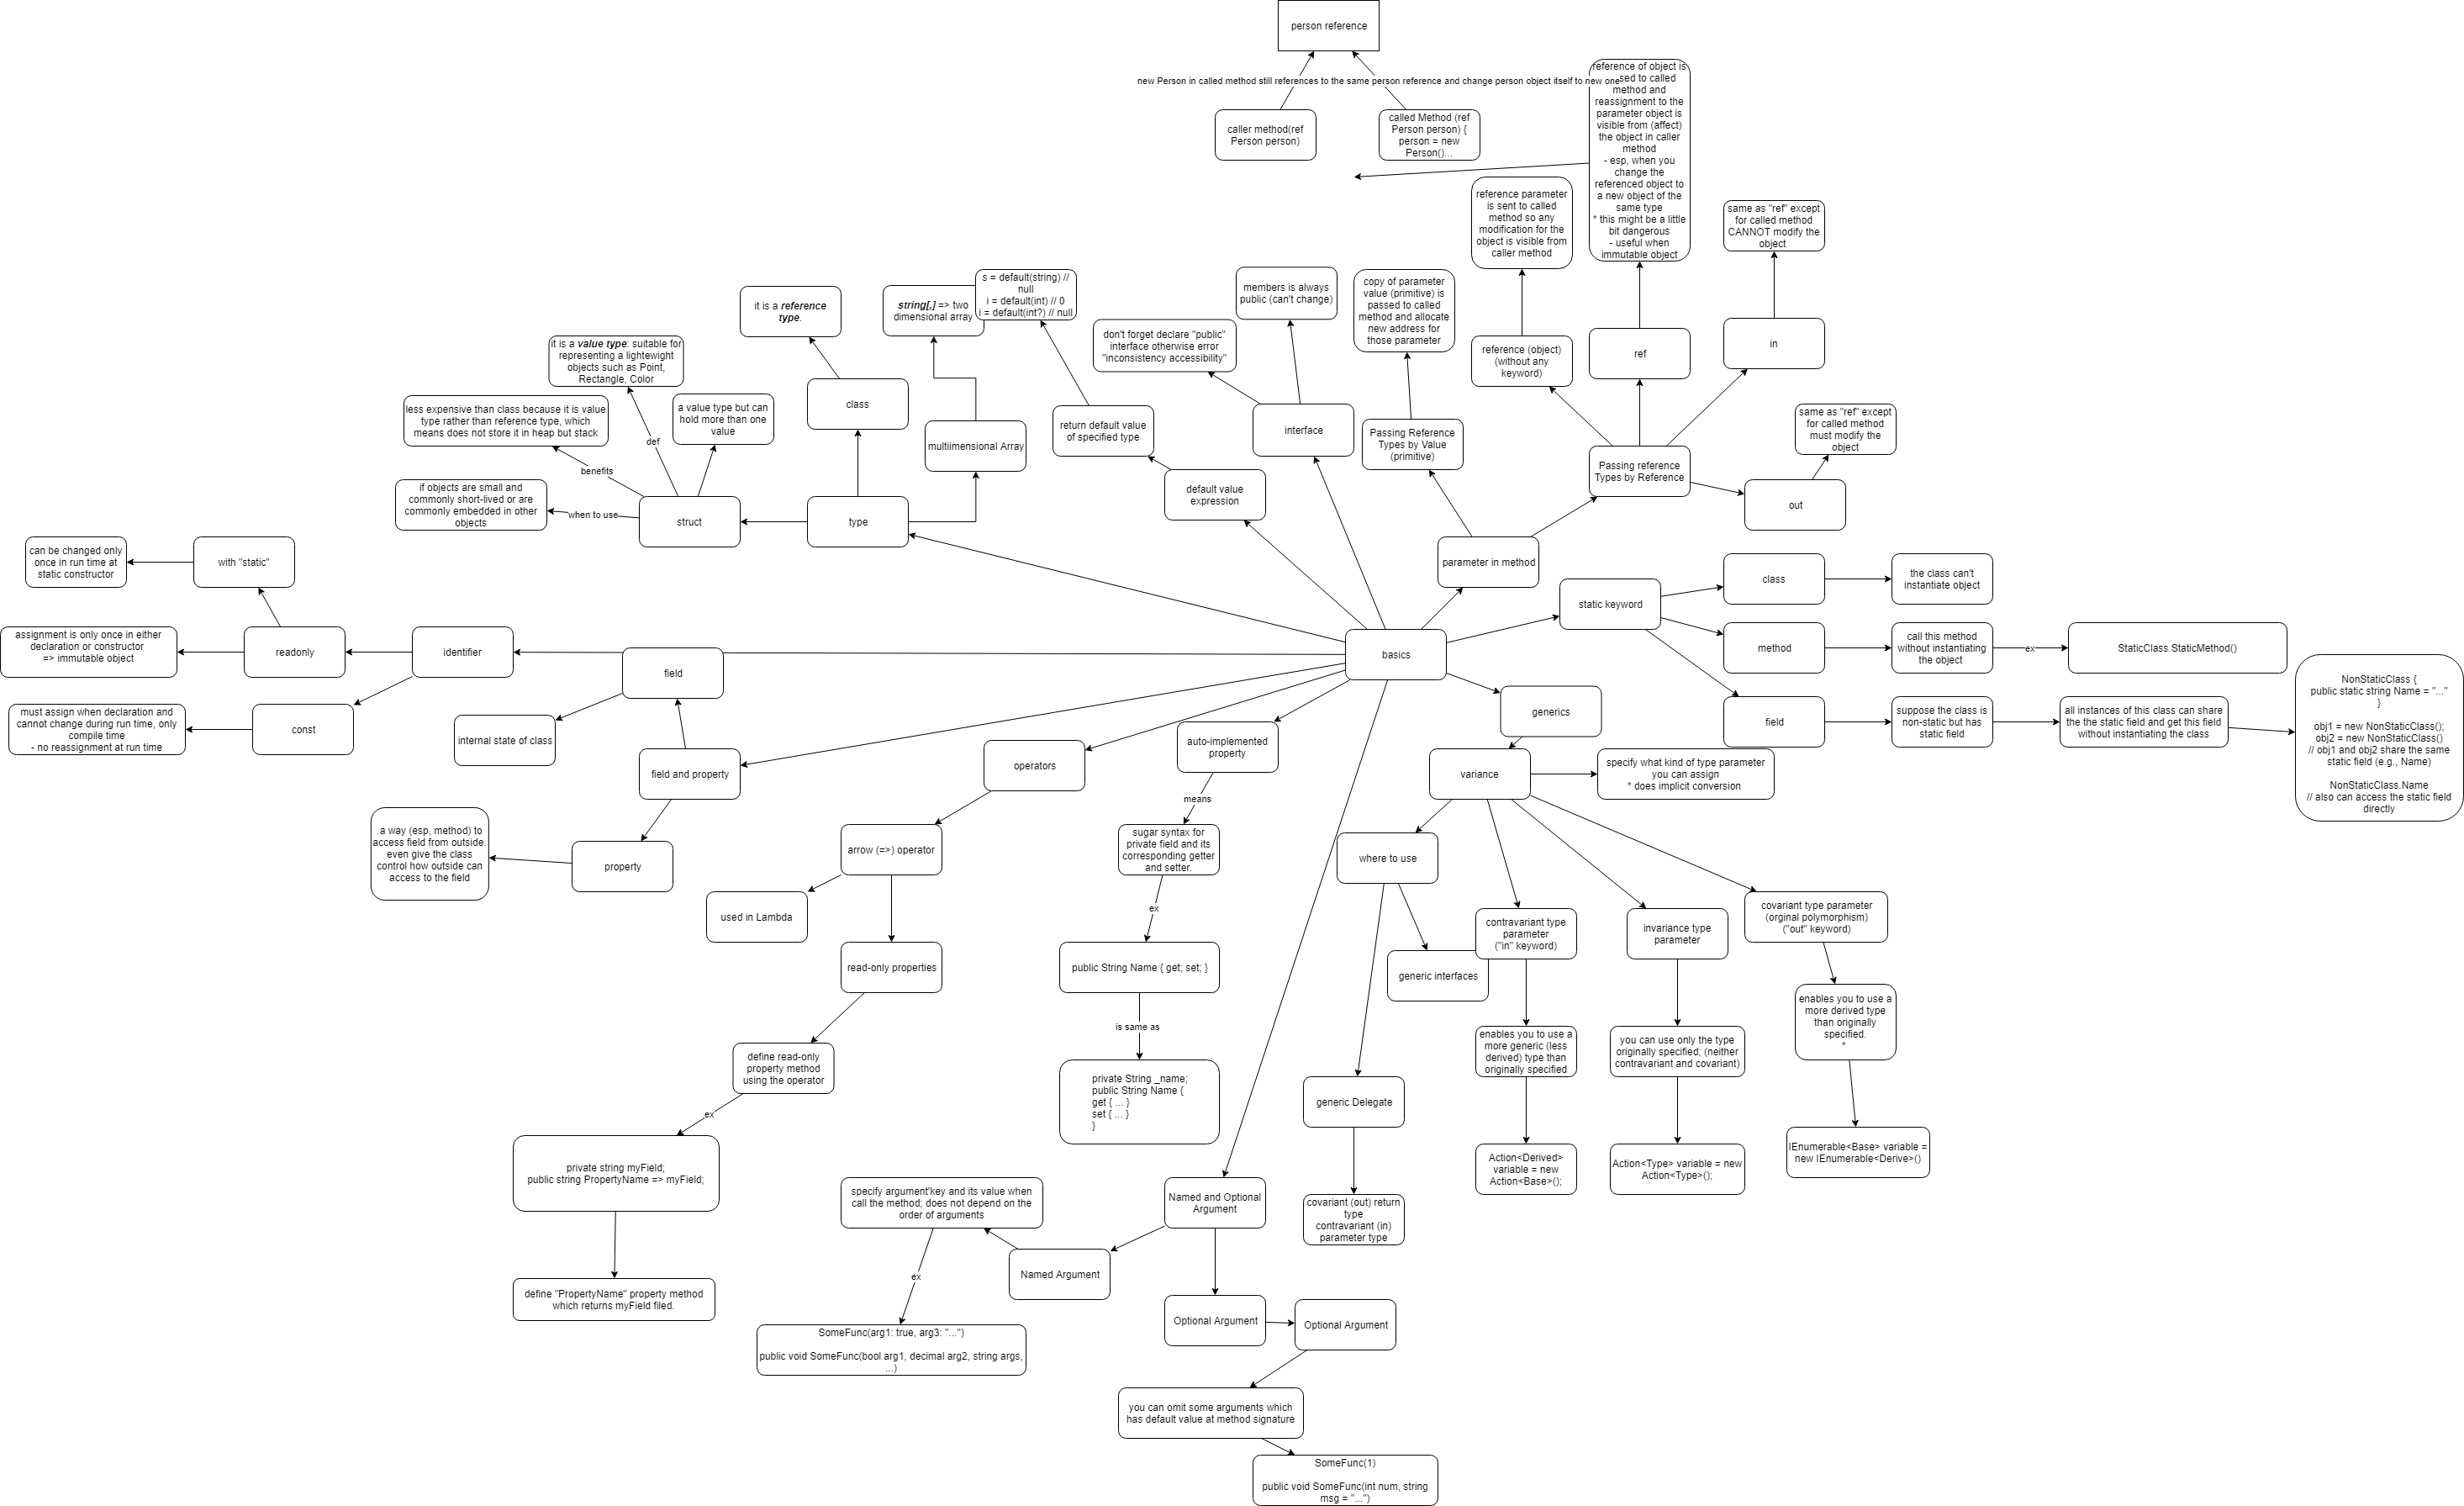 person reference
new Person in called method still references to the same person reference and change person object itself to new one
caller method(ref
Person person)
called Method (ref
Person person) {
person = new
Person()...
reference of object is
sed to called
method and
reassignment to the
parameter object is
visible from (affect)
the object in caller
method
- esp, when you
change the
referenced object to
a new object of the
same type
* this might be a little
bit dangerous
- useful when
immutable object
reference parameter
is sent to called
method so any
modification for the
object is visible from
caller method
same as "ref" except
for called method
CANNOT modify the
object
s = default(string) //
null
i = default(int) // 0
i = default(int?) // null
members is always
public (can't change)
copy of parameter
value (primitive) is
passed to called
method and allocate
new address for
those parameter
it is a reference
type.
string[,] => two
dimensional array
don't forget declare "public"
interface otherwise error
"inconsistency accessibility"
reference (object)
(without any
keyword)
ref
in
it is a value type: suitable for
representing a lightewight
objects such as Point,
Rectangle, Color
class
less expensive than class because it is value
type rather than reference type, which
means does not store it in heap but stack
a value type but can
hold more than one
value
multiimensional Array
return default value
of specified type
interface
Passing Reference
Types by Value
(primitive)
same as "ref" except
for called method
must modify the
object
def
benefits
Passing reference
Types by Reference
if objects are small and
commonly short-lived or are
commonly embedded in other
objects
when to use
struct
type
default value
expression
out
can be changed only
once in run time at
static constructor
with "static"
parameter in method
class
the class can't
instantiate object
static keyword
assignment is only once in either
declaration or constructor
=> immutable object
readonly
identifier
field
basics
method
call this method
without instantiating
the object
ex
StaticClass.StaticMethod()
must assign when declaration and
cannot change during run time, only
compile time
- no reassignment at run time
const
internal state of class
generics
field
suppose the class is
non-static but has
static field
all instances of this class can share
the the static field and get this field
without instantiating the class
NonStaticClass {
public static string Name = "..."
}
obj1 = new NonStaticClass();
obj2 = new NonStaticClass()
// obj1 and obj2 share the same
static field (e.g., Name)
NonStaticClass.Name
// also can access the static field
directly
field and property
operators
auto-implemented
property
variance
specify what kind of type parameter
you can assign
* does implicit conversion
means
a way (esp, method) to
access field from outside.
even give the class
control how outside can
access to the field
property
arrow (=>) operator
sugar syntax for
private field and its
corresponding getter
and setter.
where to use
used in Lambda
ex
contravariant type
parameter
("in" keyword)
invariance type
parameter
covariant type parameter
(orginal polymorphism)
("out" keyword)
read-only properties
public String Name { get; set; }
generic interfaces
is same as
enables you to use a
more derived type
than originally
specified.
*
define read-only
property method
using the operator
enables you to use a
more generic (less
derived) type than
originally specified
you can use only the type
originally specified; (neither
contravariant and covariant)
private String _name;
public String Name {
get { ... }
set { ... }
}
generic Delegate
ex
private string myField;
public string PropertyName => myField;
Action<Derived>
variable = new
Action<Base>();
Action<Type> variable = new
Action<Type>();
IEnumerable<Base> variable =
new IEnumerable<Derive>()
specify argument'key and its value when
call the method; does not depend on the
order of arguments
Named and Optional
Argument
covariant (out) return
type
contravariant (in)
parameter type
Named Argument
ex
define "PropertyName" property method
which returns myField filed.
Optional Argument
Optional Argument
SomeFunc(arg1: true, arg3: "...")
public void SomeFunc(bool arg1, decimal arg2, string args,
...)
you can omit some arguments which
has default value at method signature
SomeFunc(1)
public void SomeFunc(int num, string
msg = "...")